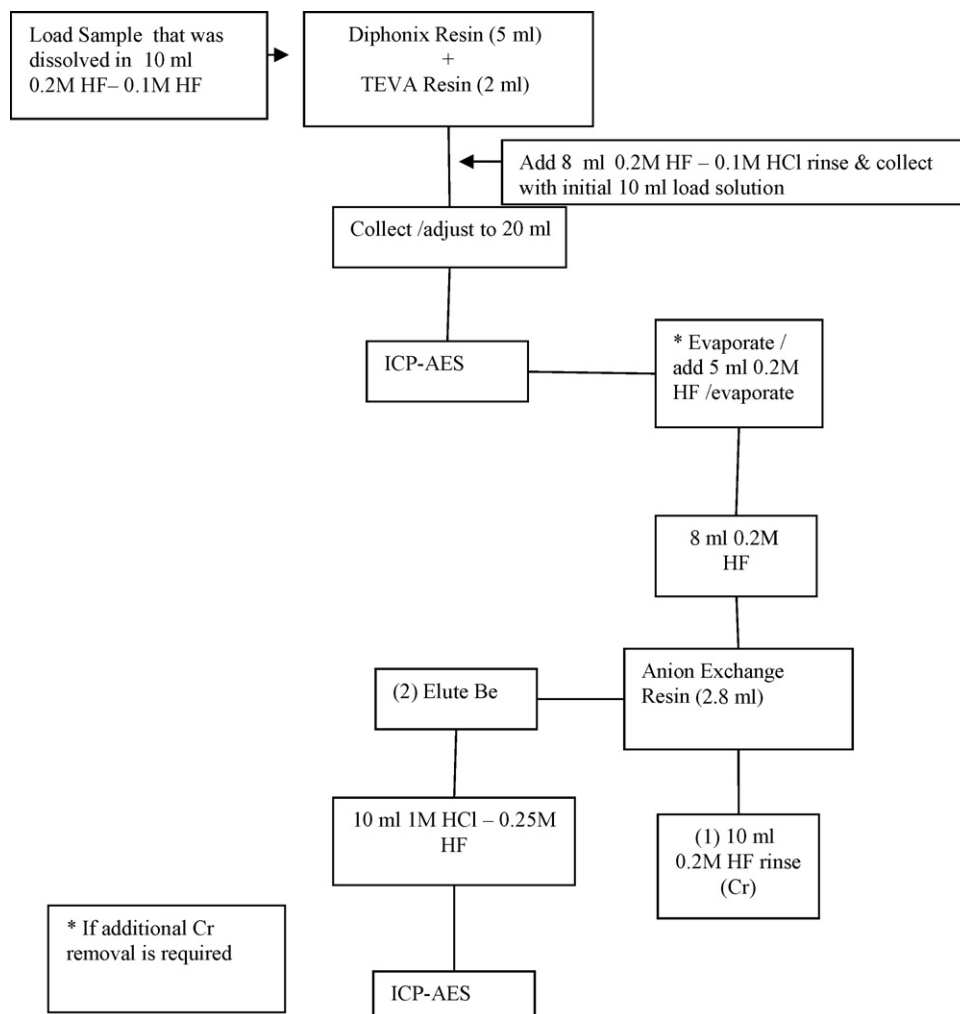 Load Sample that was
dissolved in 10 ml
0.2M HF– 0.1M HF
Diphonix Resin (5 ml)
+
TEVA Resin (2 ml)
Add 8 ml 0.2M HF – 0.1M HCl rinse & collect
with initial 10 ml load solution
Collect /adjust to 20 ml
ICP-AES
* Evaporate /
add 5 ml 0.2M
HF /evaporate
8 ml 0.2M
HF
Anion Exchange
Resin (2.8 ml)
(2) Elute Be
10 ml 1M HCl – 0.25M
HF
(1) 10 ml
0.2M HF rinse
(Cr)
* If additional Cr
removal is required
ICP-AES